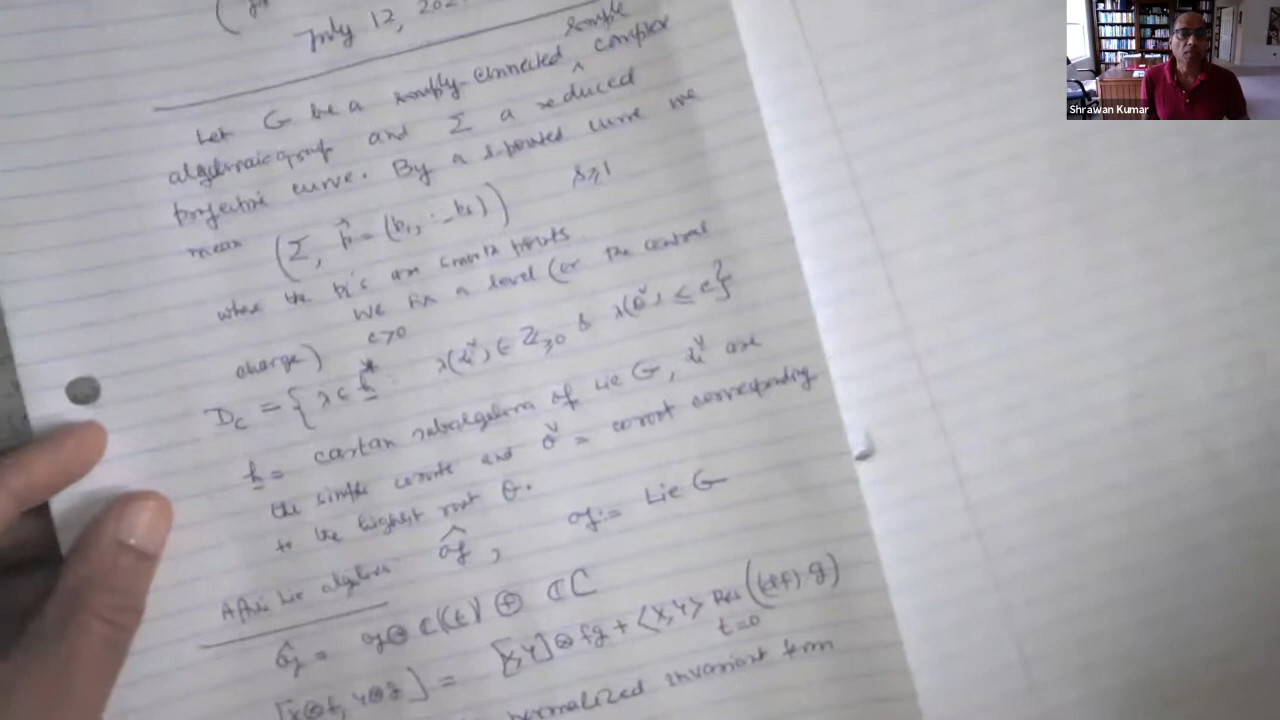 July 12, 202
Let G be a simply-connected simple complex
algebraic group and Σ a reduced
projective curve. By a s-pointed curve we
mean (Σ, p̂ = (p₁, ..., pₛ)) s ≥ 1
where the pᵢ's are smooth points
We fix a level (or the central
charge) c>0
D_c = { λ ∈ h* : λ(αᵢ^∨) ∈ ℤ≥0 & λ(θ^∨) ≤ c }
h = cartan subalgebra of Lie G, αᵢ^∨ are
the simple coroots and θ^∨ = coroot corresponding
to the highest root θ.
Affine Lie algebra ĝ, g := Lie G
ĝ = g ⊗ ℂ((t)) ⊕ ℂC
[x⊗f, y⊗g] = [x,y]⊗fg + ⟨x,y⟩ Res t=0 ((df)·g)
normalized invariant form
Shrawan Kumar